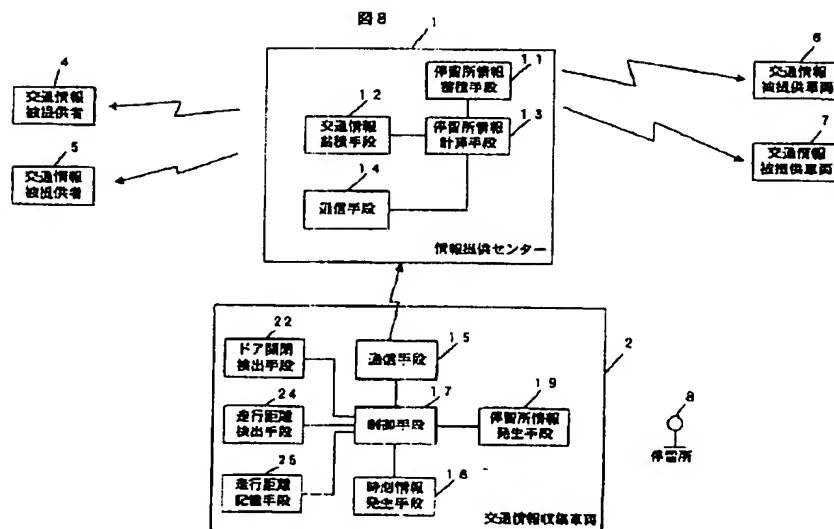 図8
1
4
交通情報
被提供者
5
交通情報
被提供者
12
交通情報
蓄積手段
11
停留所情報
蓄積手段
13
停留所情報
計算手段
14
通信手段
情報提供センター
6
交通情報
被提供車両
7
交通情報
被提供車両
2
22
ドア開閉
検出手段
24
走行距離
検出手段
25
走行距離
記憶手段
15
通信手段
17
制御手段
19
停留所情報
発生手段
時刻情報
発生手段
交通情報収集車両
8
停留所